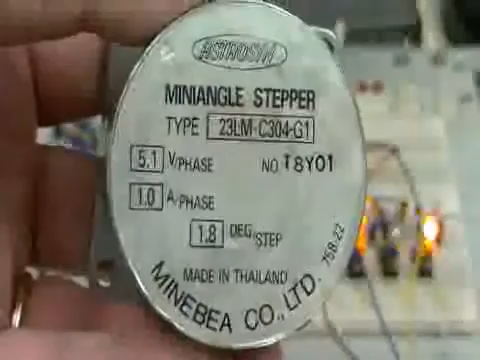 ASTROSYN
MINIANGLE STEPPER
TYPE 23LM-C304-G1
5.1 V/PHASE NO. T8Y01
1.0 A/PHASE
1.8 DEG/STEP
758-22
MADE IN THAILAND
MINEBEA CO., LTD.